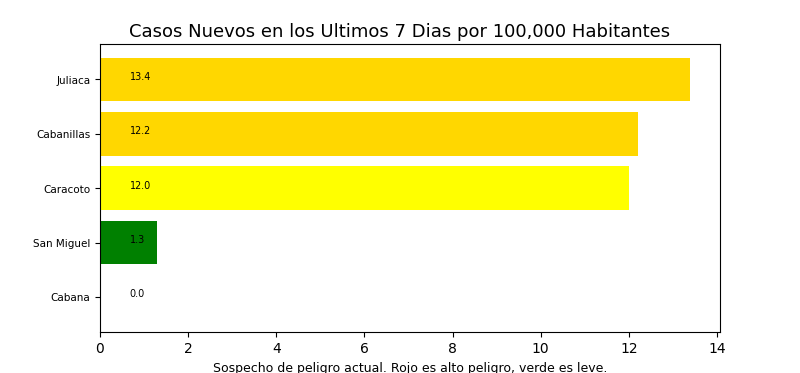 Casos Nuevos en los Ultimos 7 Dias por 100,000 Habitantes
Juliaca 13.4
Cabanillas 12.2
Caracoto 12.0
San Miguel 1.3
Cabana 0.0
0 2 4 6 8 10 12 14
Sospecho de peligro actual. Rojo es alto peligro, verde es leve.